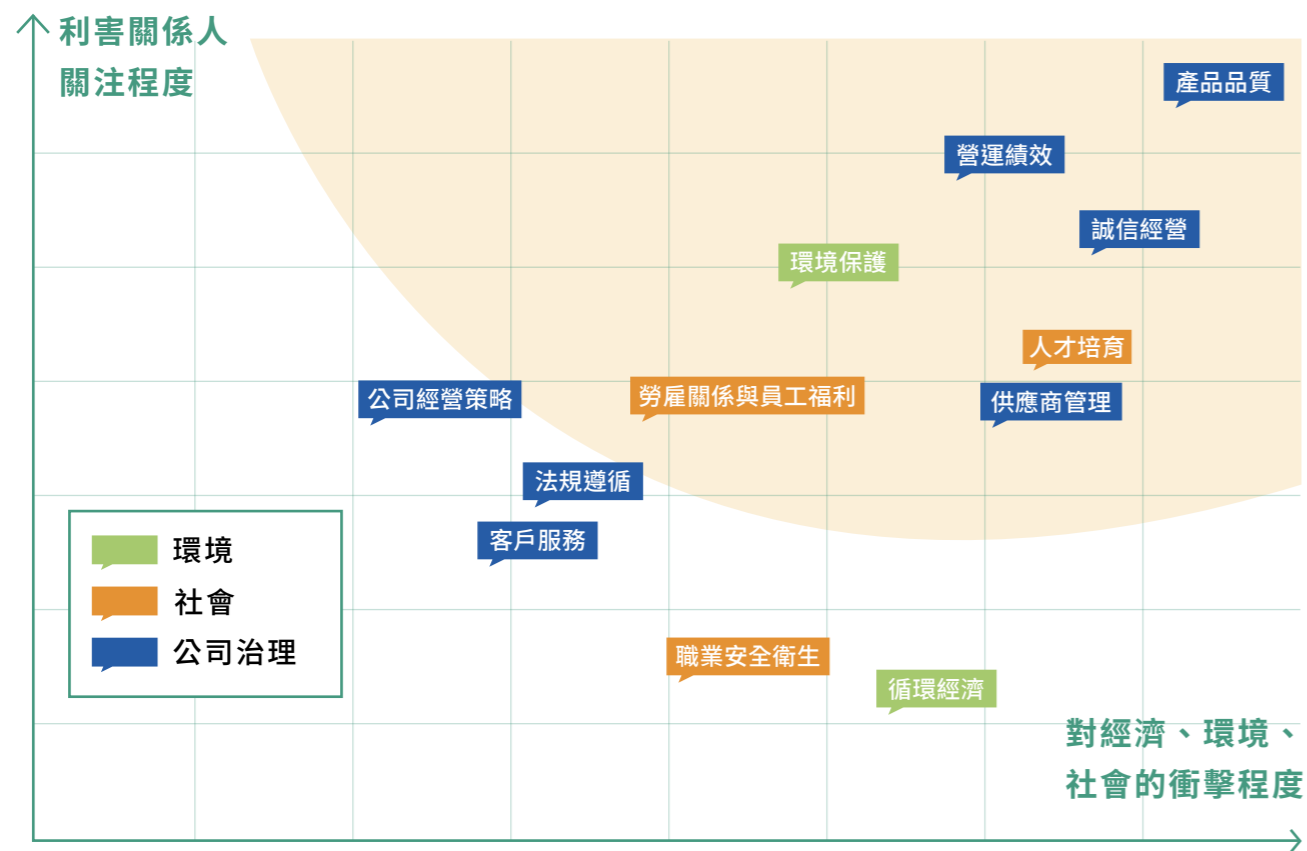 利害關係人
關注程度
產品品質
營運績效
誠信經營
環境保護
人才培育
公司經營策略
勞雇關係與員工福利
供應商管理
法規遵循
客戶服務
環境
社會
公司治理
職業安全衛生
循環經濟
對經濟、環境、
社會的衝擊程度